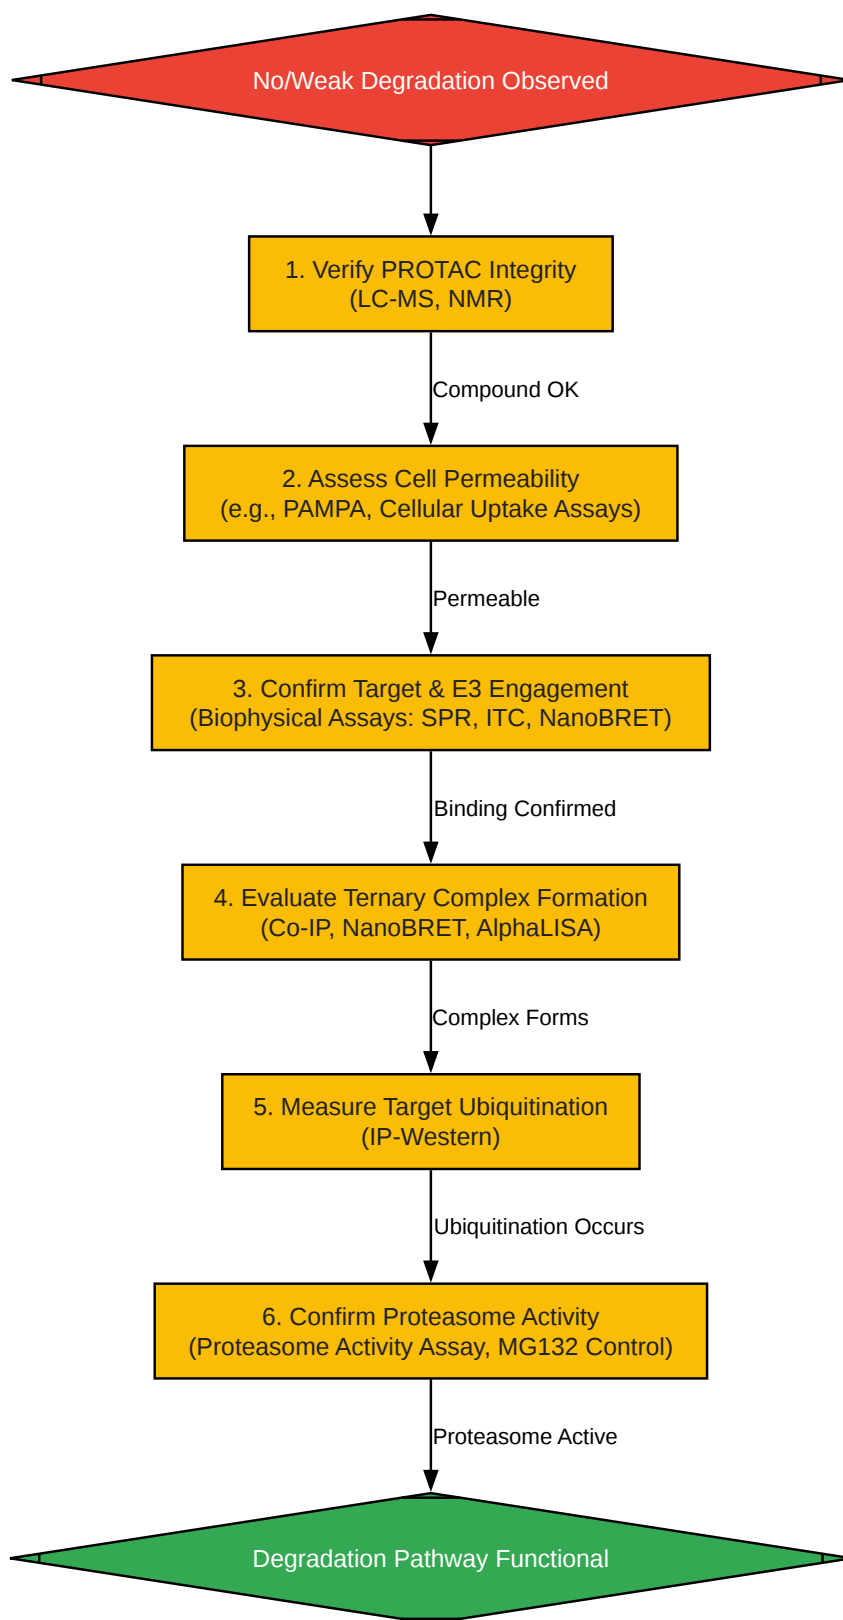 No/Weak Degradation Observed
1. Verify PROTAC Integrity
(LC-MS, NMR)
Compound OK
2. Assess Cell Permeability
(e.g., PAMPA, Cellular Uptake Assays)
Permeable
3. Confirm Target & E3 Engagement
(Biophysical Assays: SPR, ITC, NanoBRET)
Binding Confirmed
4. Evaluate Ternary Complex Formation
(Co-IP, NanoBRET, AlphaLISA)
Complex Forms
5. Measure Target Ubiquitination
(IP-Western)
Ubiquitination Occurs
6. Confirm Proteasome Activity
(Proteasome Activity Assay, MG132 Control)
Proteasome Active
Degradation Pathway Functional